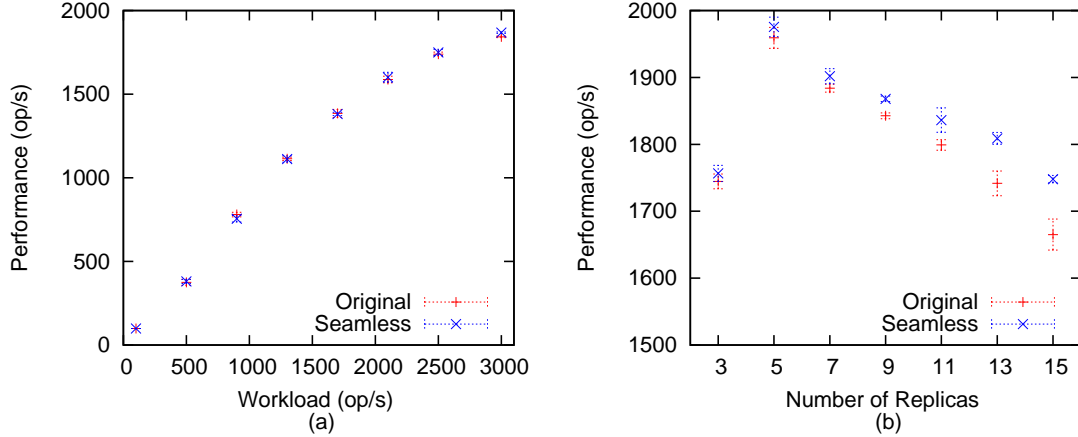 2000
1500
1000
500
0
Performance (op/s)
Original
Seamless
0 500 1000 1500 2000 2500 3000
Workload (op/s)
(a)
2000
1900
1800
1700
1600
1500
Performance (op/s)
Original
Seamless
3 5 7 9 11 13 15
Number of Replicas
(b)